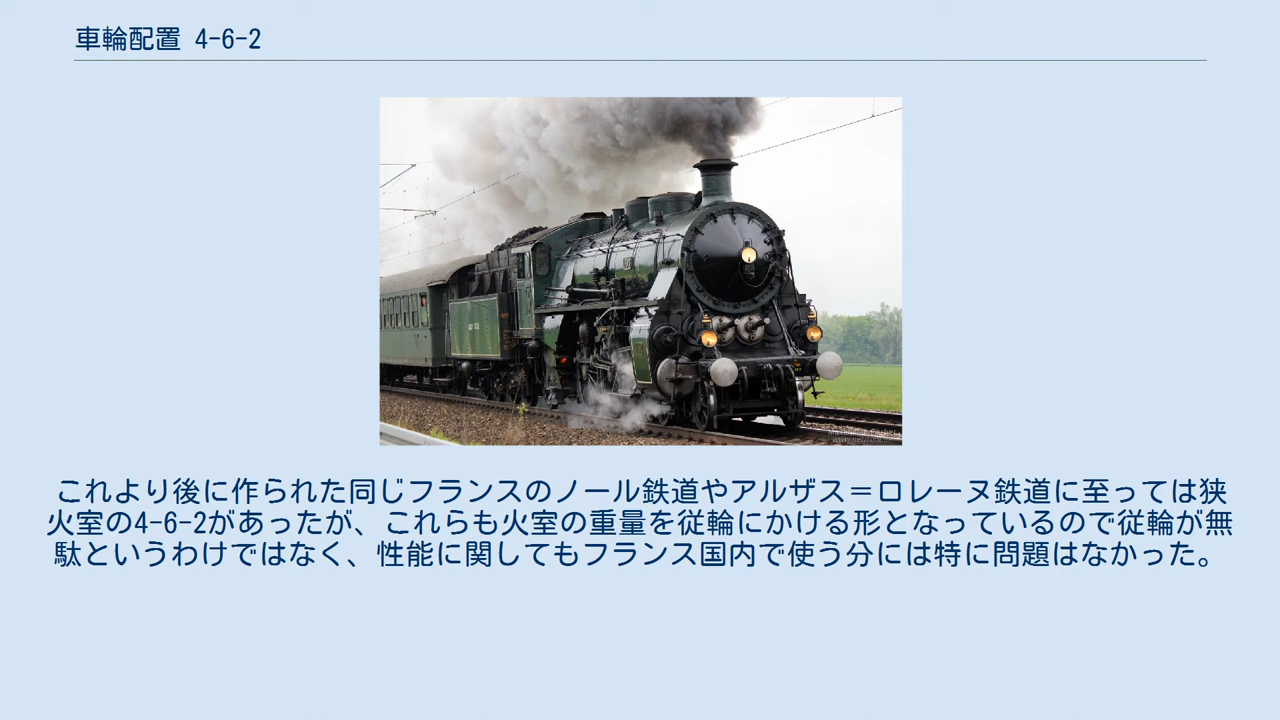 車輪配置 4-6-2
これより後に作られた同じフランスのノール鉄道やアルザス＝ロレーヌ鉄道に至っては狭
火室の4-6-2があったが、これらも火室の重量を従輪にかける形となっているので従輪が無
駄というわけではなく、性能に関してもフランス国内で使う分には特に問題はなかった。